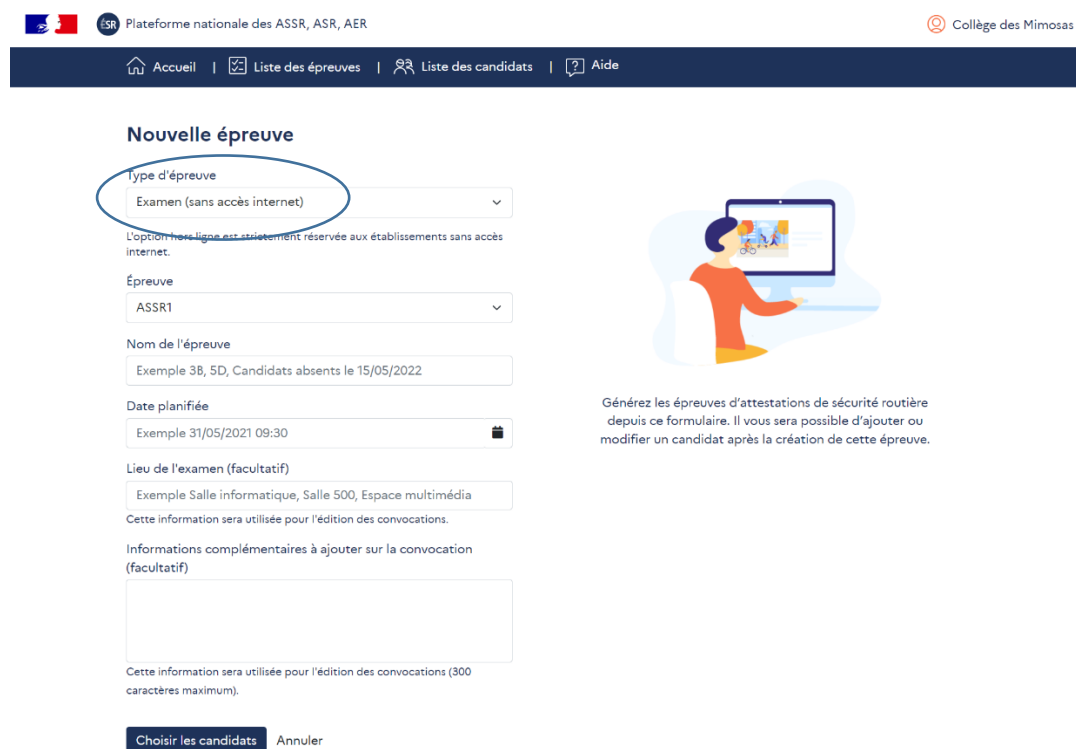 ÉSR Plateforme nationale des ASSR, ASR, AER
Collège des Mimosas
Accueil | Liste des épreuves | Liste des candidats | Aide
Nouvelle épreuve
Type d'épreuve
Examen (sans accès internet)
L'option hors ligne est strictement réservée aux établissements sans accès
internet.
Épreuve
ASSR1
Nom de l'épreuve
Exemple 3B, 5D, Candidats absents le 15/05/2022
Date planifiée
Exemple 31/05/2021 09:30
Lieu de l'examen (facultatif)
Exemple Salle informatique, Salle 500, Espace multimédia
Cette information sera utilisée pour l'édition des convocations.
Informations complémentaires à ajouter sur la convocation
(facultatif)
Cette information sera utilisée pour l'édition des convocations (300
caractères maximum).
Choisir les candidats Annuler
Générez les épreuves d'attestations de sécurité routière
depuis ce formulaire. Il vous sera possible d'ajouter ou
modifier un candidat après la création de cette épreuve.